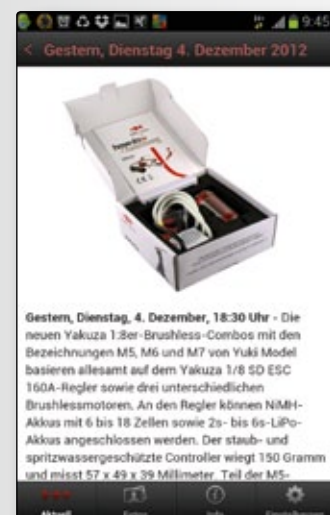 9:45
< Gestern, Dienstag 4. Dezember 2012
Gestern, Dienstag, 4. Dezember, 18:30 Uhr - Die
neuen Yakuza 1:8er-Brushless-Combos mit den
Bezeichnungen M5, M6 und M7 von Yuki Model
basieren allesamt auf dem Yakuza 1/8 SD ESC
160A-Regler sowie drei unterschiedlichen
Brushlessmotoren. An den Regler können NiMH-
Akkus mit 6 bis 18 Zellen sowie 2s- bis 6s-LiPo-
Akkus angeschlossen werden. Der staub- und
spritzwassergeschützte Controller wiegt 150 Gramm
und misst 57 x 49 x 39 Millimeter. Teil der M5-
Aktuell Info Einstellungen